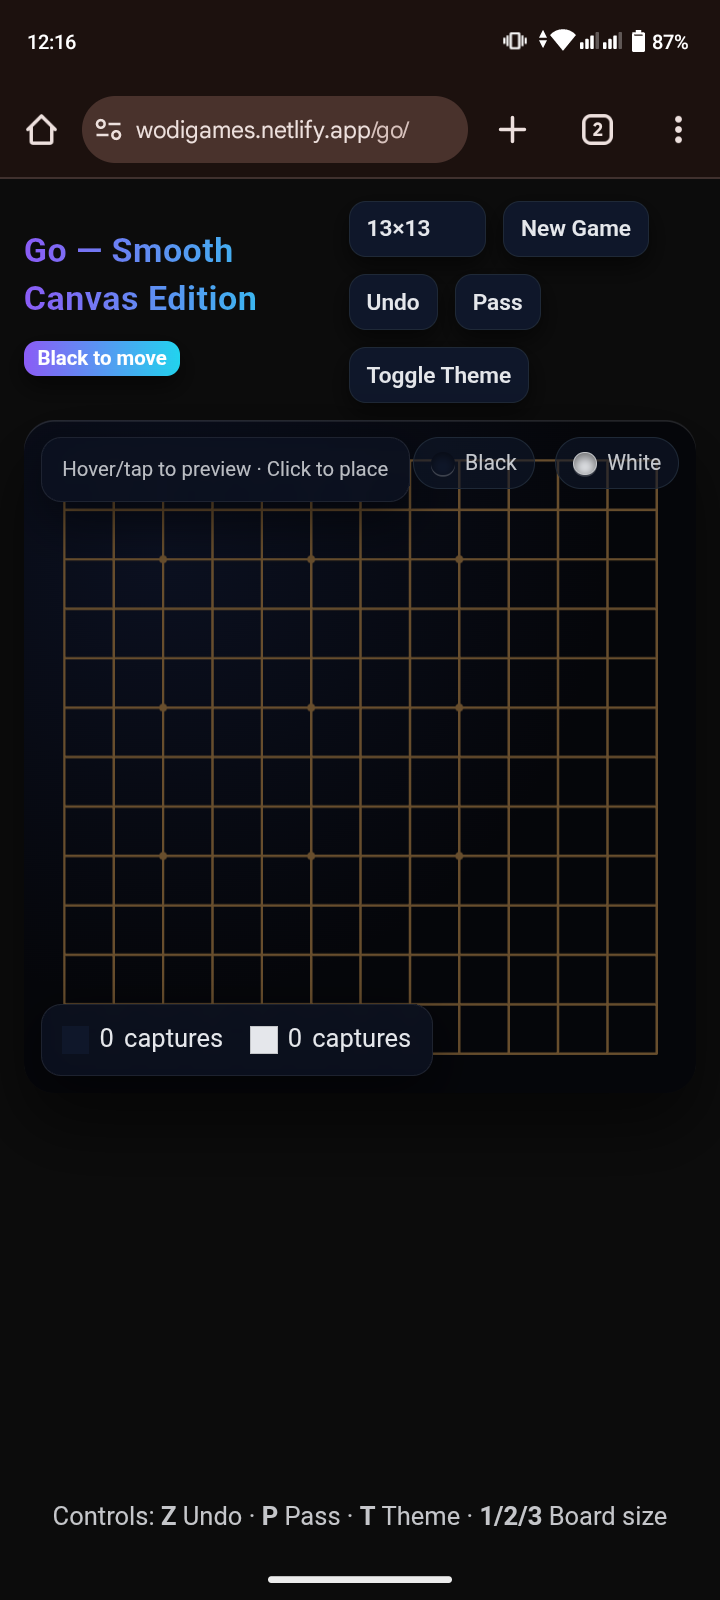 12:16
87%
wodigames.netlify.app/go/
2
Go — Smooth
Canvas Edition
Black to move
13×13
New Game
Undo
Pass
Toggle Theme
Hover/tap to preview · Click to place
Black
White
0 captures
0 captures
Controls: Z Undo · P Pass · T Theme · 1/2/3 Board size